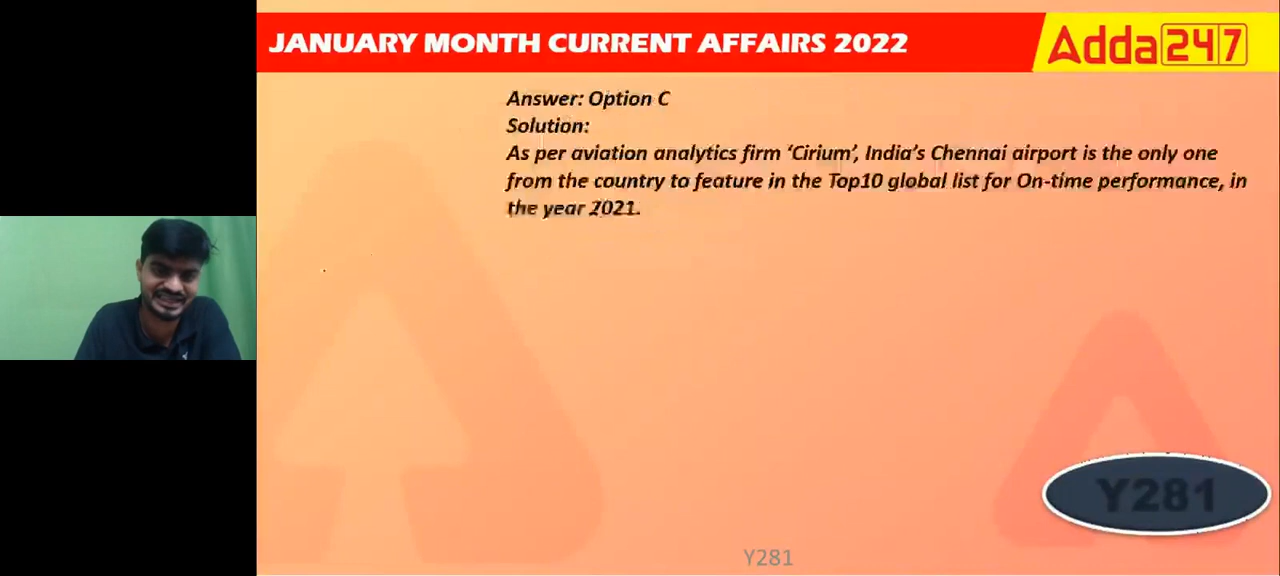 JANUARY MONTH CURRENT AFFAIRS 2022
Adda247
Answer: Option C
Solution:
As per aviation analytics firm ‘Cirium’, India’s Chennai airport is the only one
from the country to feature in the Top10 global list for On-time performance, in
the year 2021.
Y281
Y281